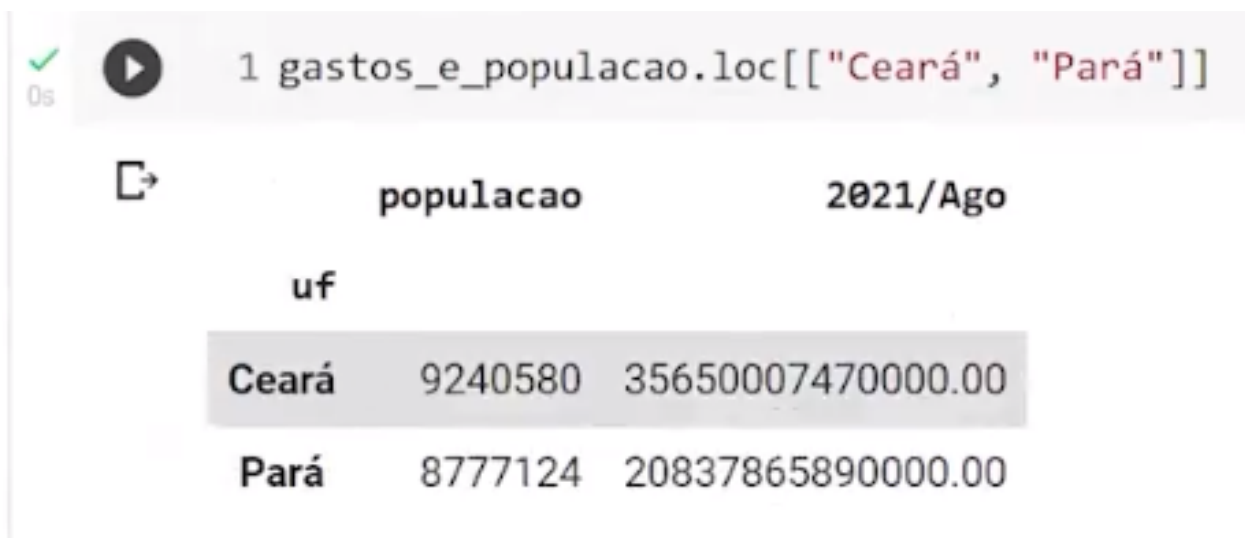 0s
1 gastos_e_populacao.loc[["Ceará", "Pará"]]
populacao 2021/Ago
uf
Ceará 9240580 35650007470000.00
Pará 8777124 20837865890000.00